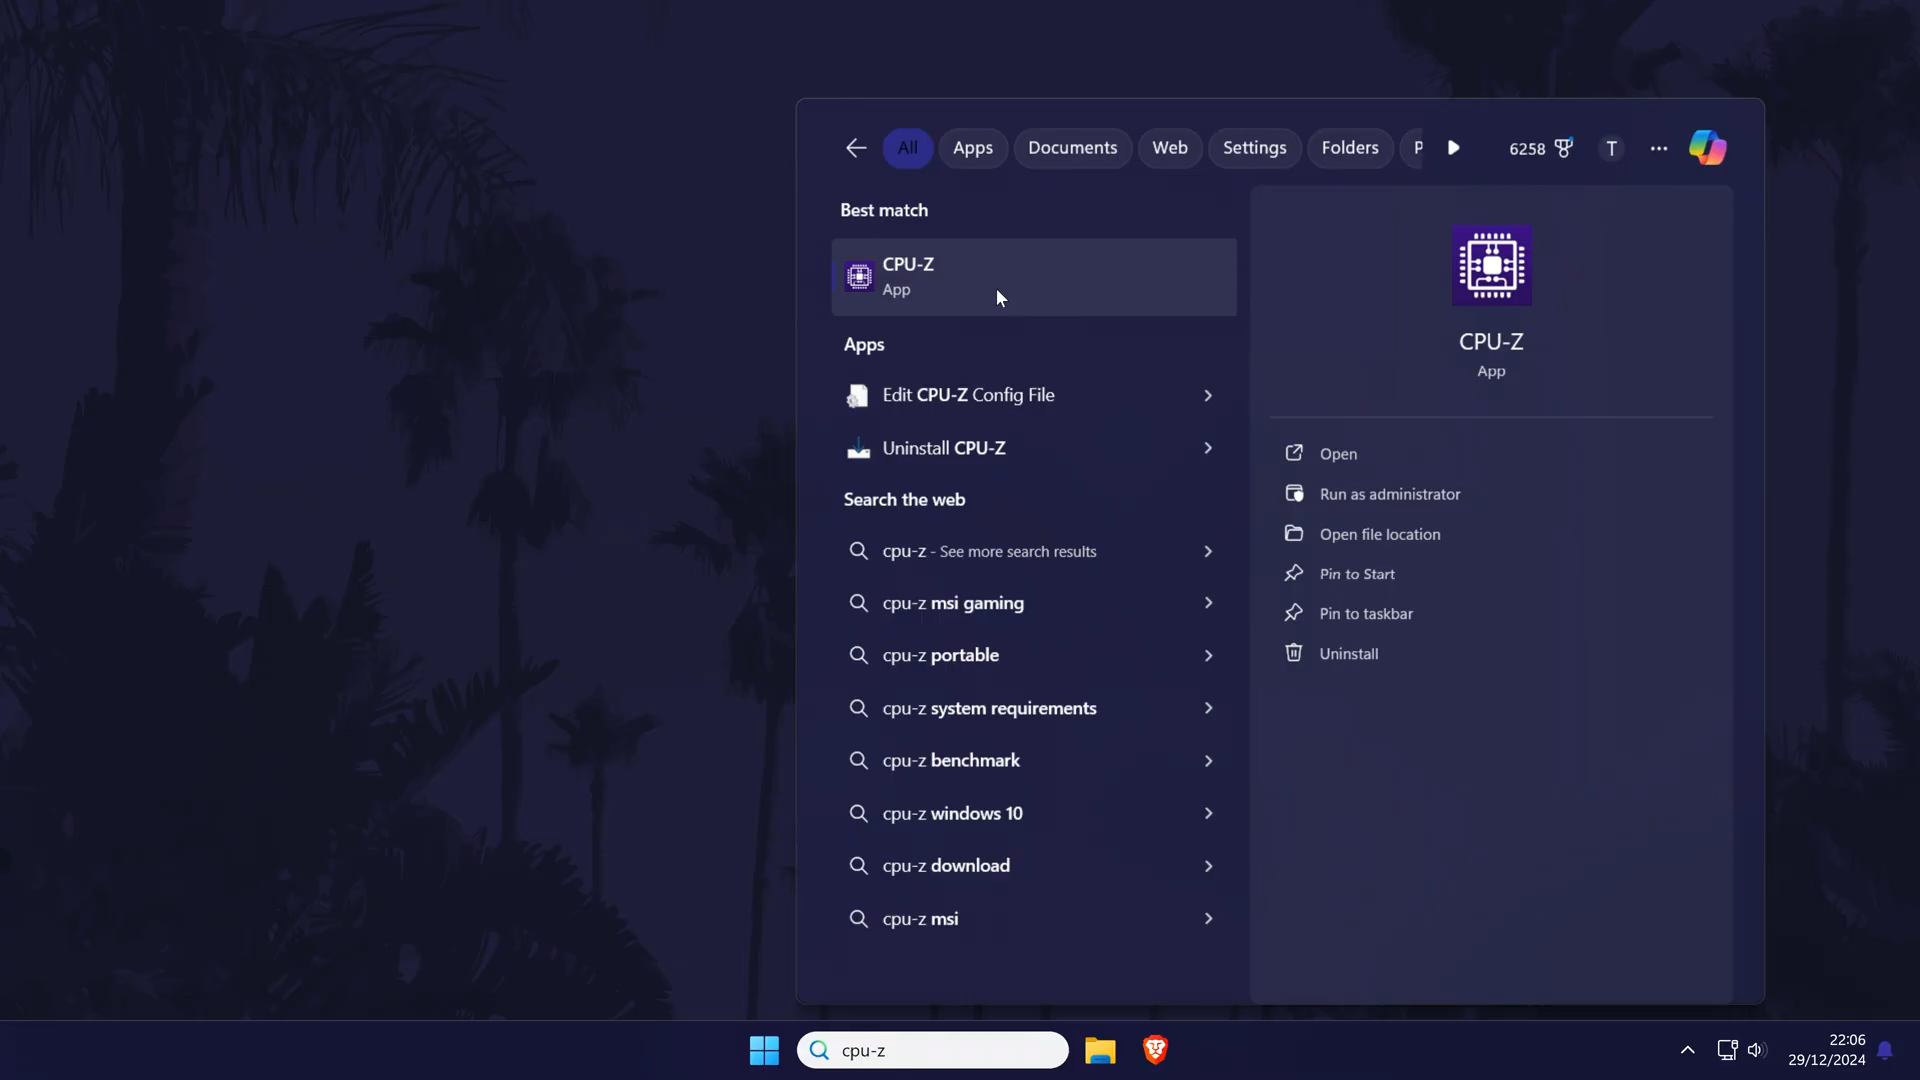 All Apps Documents Web Settings Folders P 6258 T
Best match
CPU-Z
App
Apps
Edit CPU-Z Config File
Uninstall CPU-Z
Search the web
cpu-z - See more search results
cpu-z msi gaming
cpu-z portable
cpu-z system requirements
cpu-z benchmark
cpu-z windows 10
cpu-z download
cpu-z msi
CPU-Z
App
Open
Run as administrator
Open file location
Pin to Start
Pin to taskbar
Uninstall
cpu-z
22:06
29/12/2024